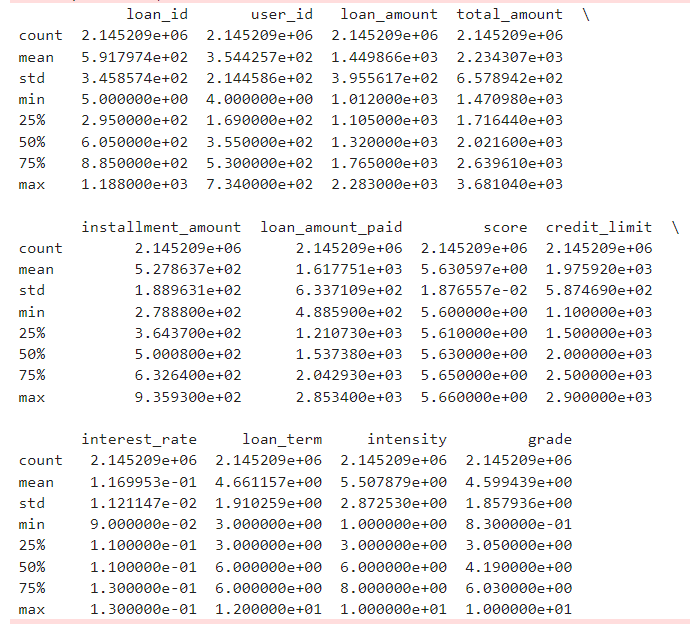 loan_id user_id loan_amount total_amount \
count 2.145209e+06 2.145209e+06 2.145209e+06 2.145209e+06
mean 5.917974e+02 3.544257e+02 1.449866e+03 2.234307e+03
std 3.458574e+02 2.144586e+02 3.955617e+02 6.578942e+02
min 5.000000e+00 4.000000e+00 1.012000e+03 1.470980e+03
25% 2.950000e+02 1.690000e+02 1.105000e+03 1.716440e+03
50% 6.050000e+02 3.550000e+02 1.320000e+03 2.021600e+03
75% 8.850000e+02 5.300000e+02 1.765000e+03 2.639610e+03
max 1.188000e+03 7.340000e+02 2.283000e+03 3.681040e+03
installment_amount loan_amount_paid score credit_limit \
count 2.145209e+06 2.145209e+06 2.145209e+06 2.145209e+06
mean 5.278637e+02 1.617751e+03 5.630597e+00 1.975920e+03
std 1.889631e+02 6.337109e+02 1.876557e-02 5.874690e+02
min 2.788800e+02 4.885900e+02 5.600000e+00 1.100000e+03
25% 3.643700e+02 1.210730e+03 5.610000e+00 1.500000e+03
50% 5.000800e+02 1.537380e+03 5.630000e+00 2.000000e+03
75% 6.326400e+02 2.042930e+03 5.650000e+00 2.500000e+03
max 9.359300e+02 2.853400e+03 5.660000e+00 2.900000e+03
interest_rate loan_term intensity grade
count 2.145209e+06 2.145209e+06 2.145209e+06 2.145209e+06
mean 1.169953e-01 4.661157e+00 5.507879e+00 4.599439e+00
std 1.121147e-02 1.910259e+00 2.872530e+00 1.857936e+00
min 9.000000e-02 3.000000e+00 1.000000e+00 8.300000e-01
25% 1.100000e-01 3.000000e+00 3.000000e+00 3.050000e+00
50% 1.100000e-01 6.000000e+00 6.000000e+00 4.190000e+00
75% 1.300000e-01 6.000000e+00 8.000000e+00 6.030000e+00
max 1.300000e-01 1.200000e+01 1.000000e+01 1.000000e+01